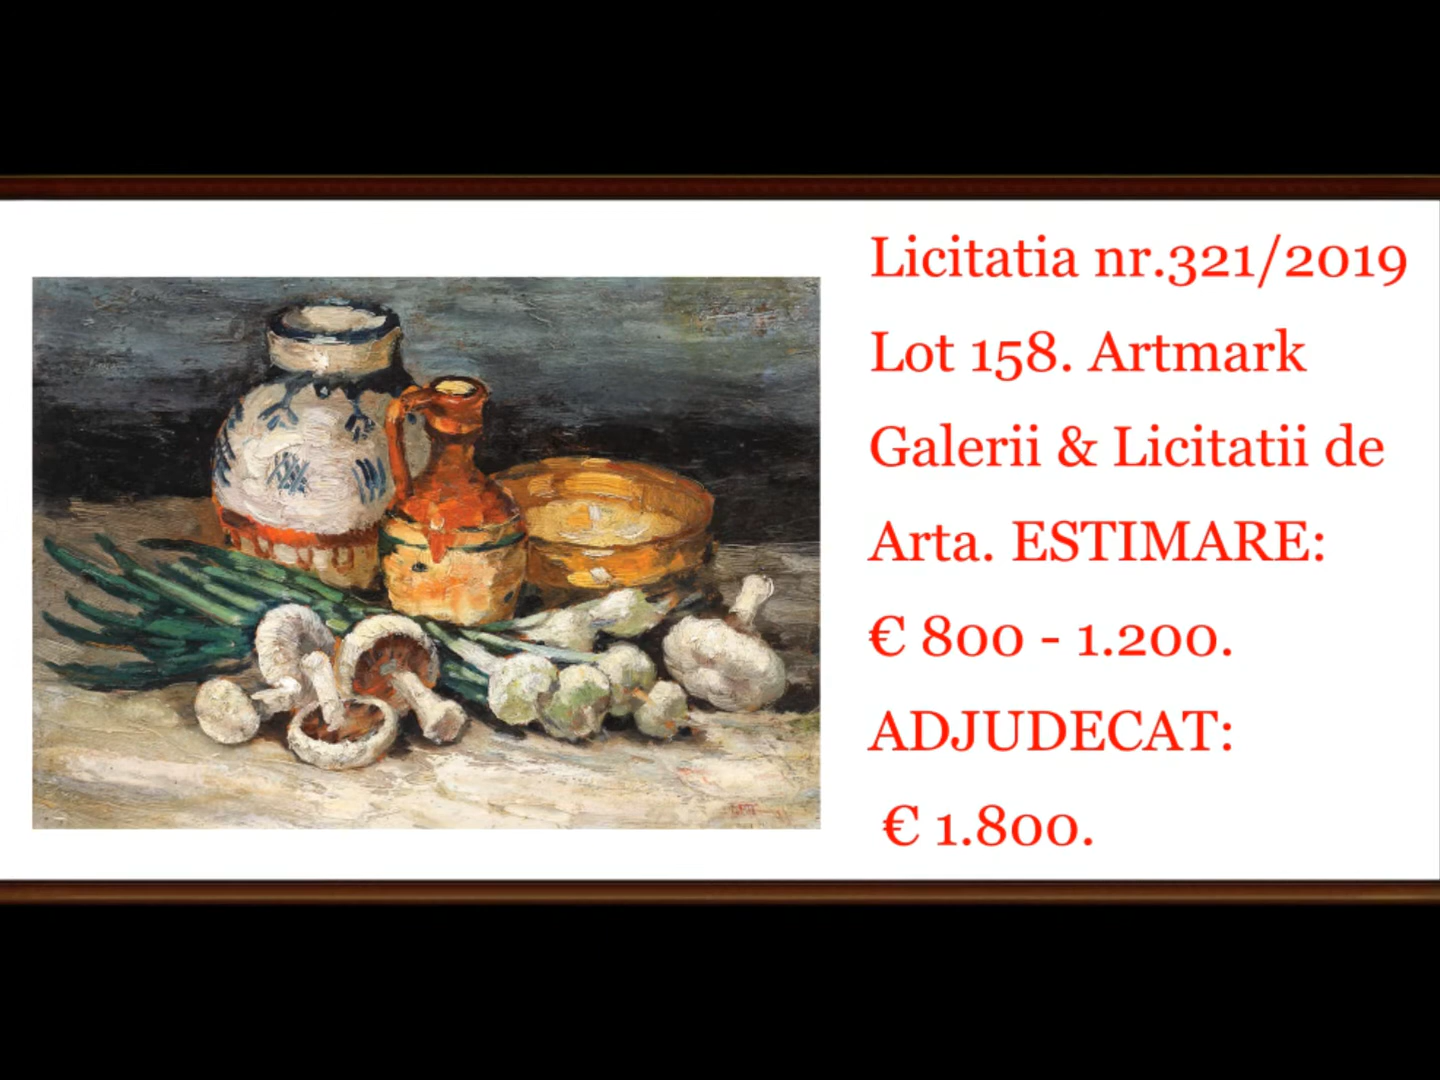 Licitatia nr.321/2019
Lot 158. Artmark
Galerii & Licitatii de
Arta. ESTIMARE:
€ 800 - 1.200.
ADJUDECAT:
€ 1.800.